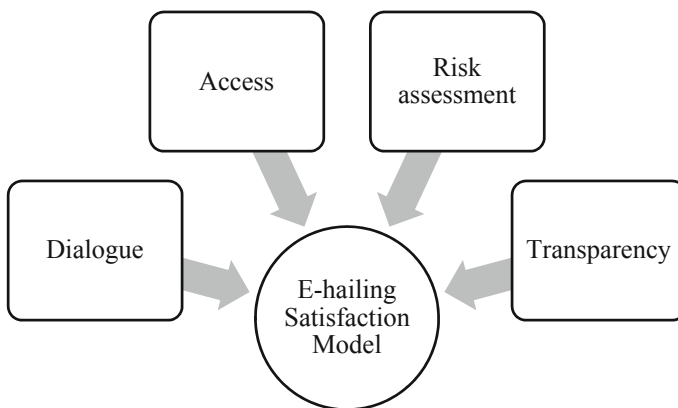 Access
Risk
assessment
Dialogue
Transparency
E-hailing
Satisfaction
Model